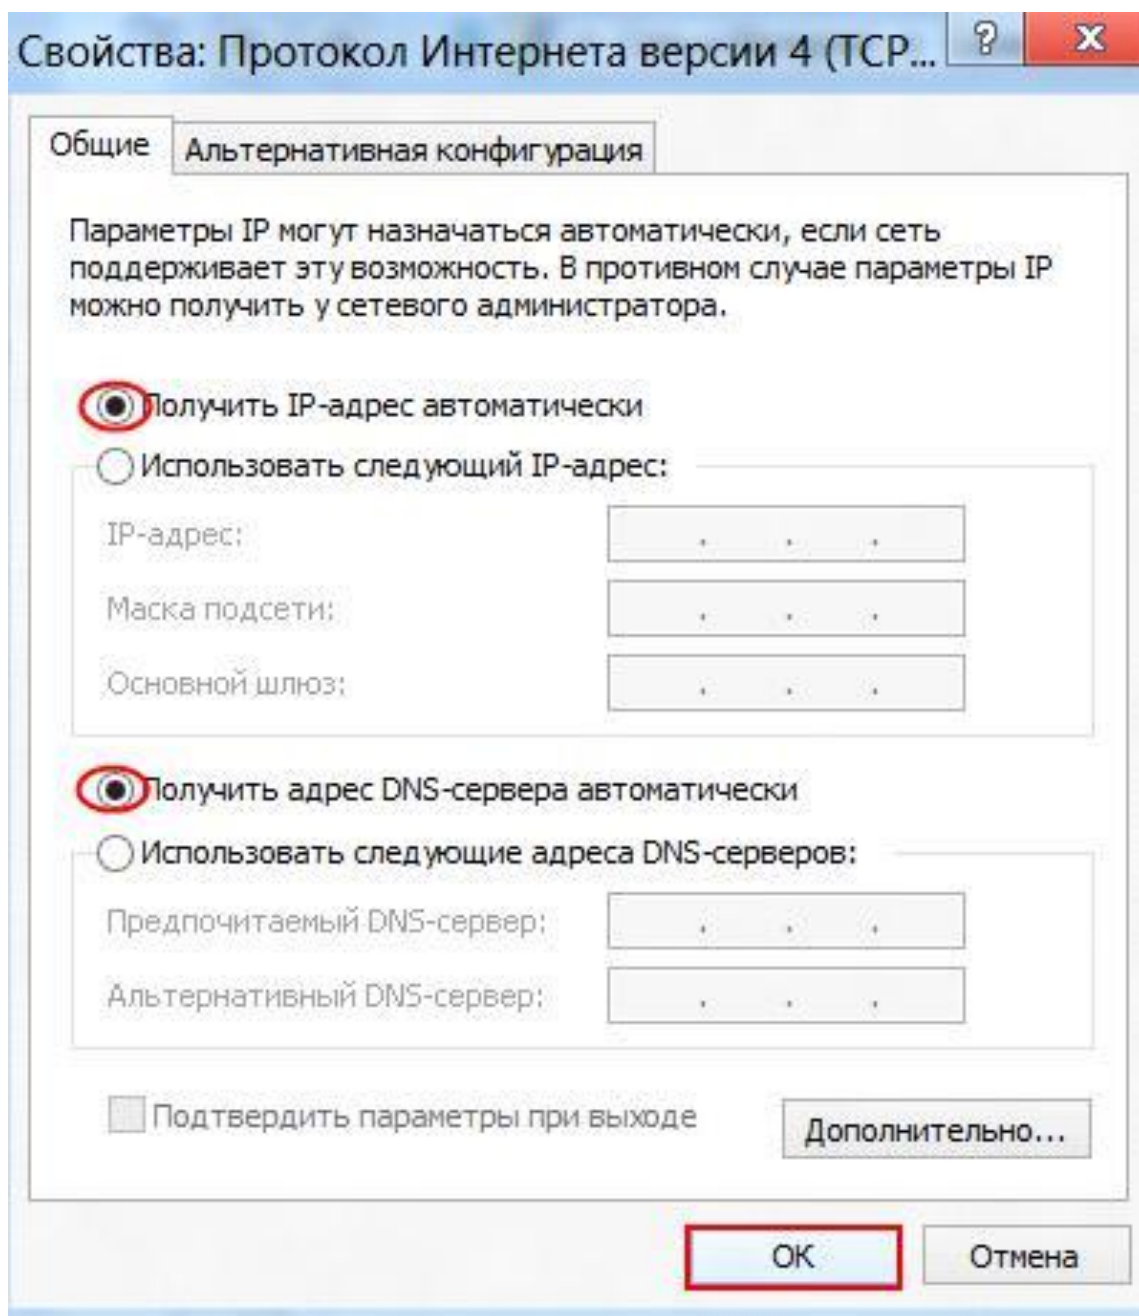 Свойства: Протокол Интернета версии 4 (TCP...
?
x
Общие
Альтернативная конфигурация
Параметры IP могут назначаться автоматически, если сеть
поддерживает эту возможность. В противном случае параметры IP
можно получить у сетевого администратора.
Получить IP-адрес автоматически
Использовать следующий IP-адрес:
IP-адрес:
. . .
Маска подсети:
. . .
Основной шлюз:
. . .
Получить адрес DNS-сервера автоматически
Использовать следующие адреса DNS-серверов:
Предпочитаемый DNS-сервер:
. . .
Альтернативный DNS-сервер:
. . .
Подтвердить параметры при выходе
Дополнительно...
ОК
Отмена